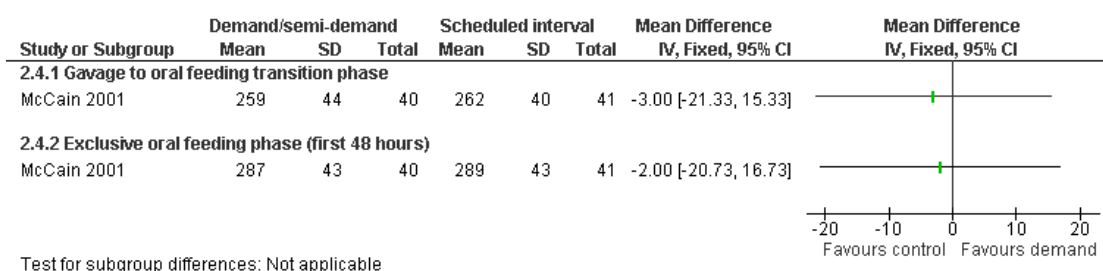 Demand/semi-demand Scheduled interval Mean Difference Mean Difference
Study or Subgroup Mean SD Total Mean SD Total IV, Fixed, 95% CI IV, Fixed, 95% CI
2.4.1 Gavage to oral feeding transition phase
McCain 2001 259 44 40 262 40 41 -3.00 [-21.33, 15.33]
2.4.2 Exclusive oral feeding phase (first 48 hours)
McCain 2001 287 43 40 289 43 41 -2.00 [-20.73, 16.73]
-20 -10 0 10 20
Favours control Favours demand
Test for subgroup differences: Not applicable